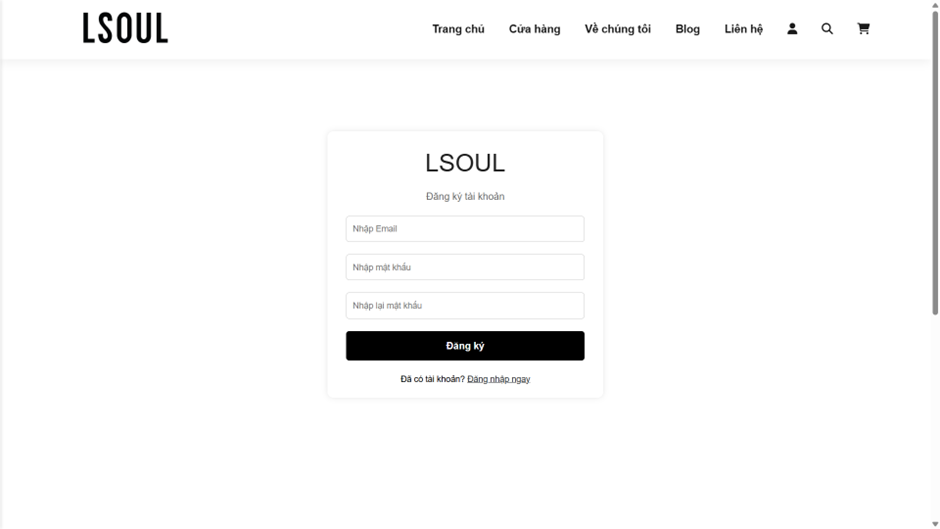 LSOUL
Trang chủ Cửa hàng Về chúng tôi Blog Liên hệ
LSOUL
Đăng ký tài khoản
Nhập Email
Nhập mật khẩu
Nhập lại mật khẩu
Đăng ký
Đã có tài khoản? Đăng nhập ngay